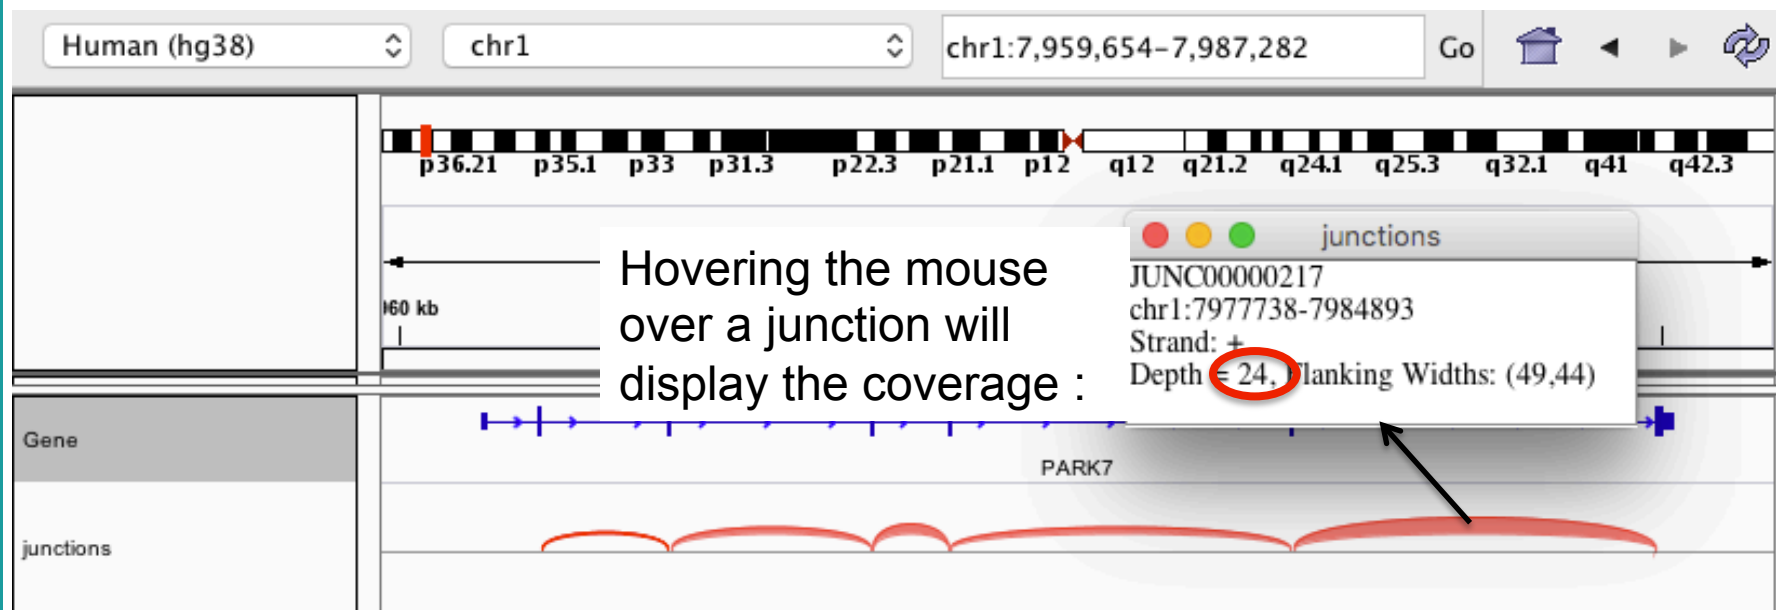 Human (hg38) chr1 chr1:7,959,654-7,987,282 Go
p36.21 p35.1 p33 p31.3 p22.3 p21.1 p12 q12 q21.2 q24.1 q25.3 q32.1 q41 q42.3
junctions
Hovering the mouse
over a junction will
display the coverage :
JUNC00000217
chr1:7977738-7984893
Strand: +
Depth = 24, Flanking Widths: (49,44)
60 kb
Gene
PARK7
junctions